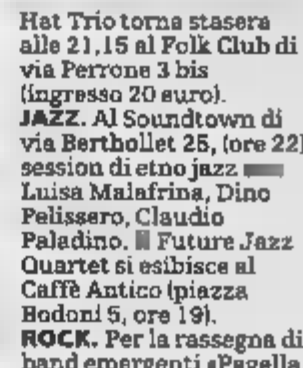 Hat Trio torna stasera
alle 21,15 al Folk Club di
via Perrone 3 bis
(ingresso 20 euro).
JAZZ. Al Soundtown di
via Berthollet 25, (ore 22)
session di etno jazz
Luisa Malafrina, Dino
Pelissero, Claudio
Paladino. Future Jazz
Quartet si esibisce al
Caffè Antico (piazza
Bodoni 5, ore 19).
ROCK. Per la rassegna di
band emergenti «Pagella